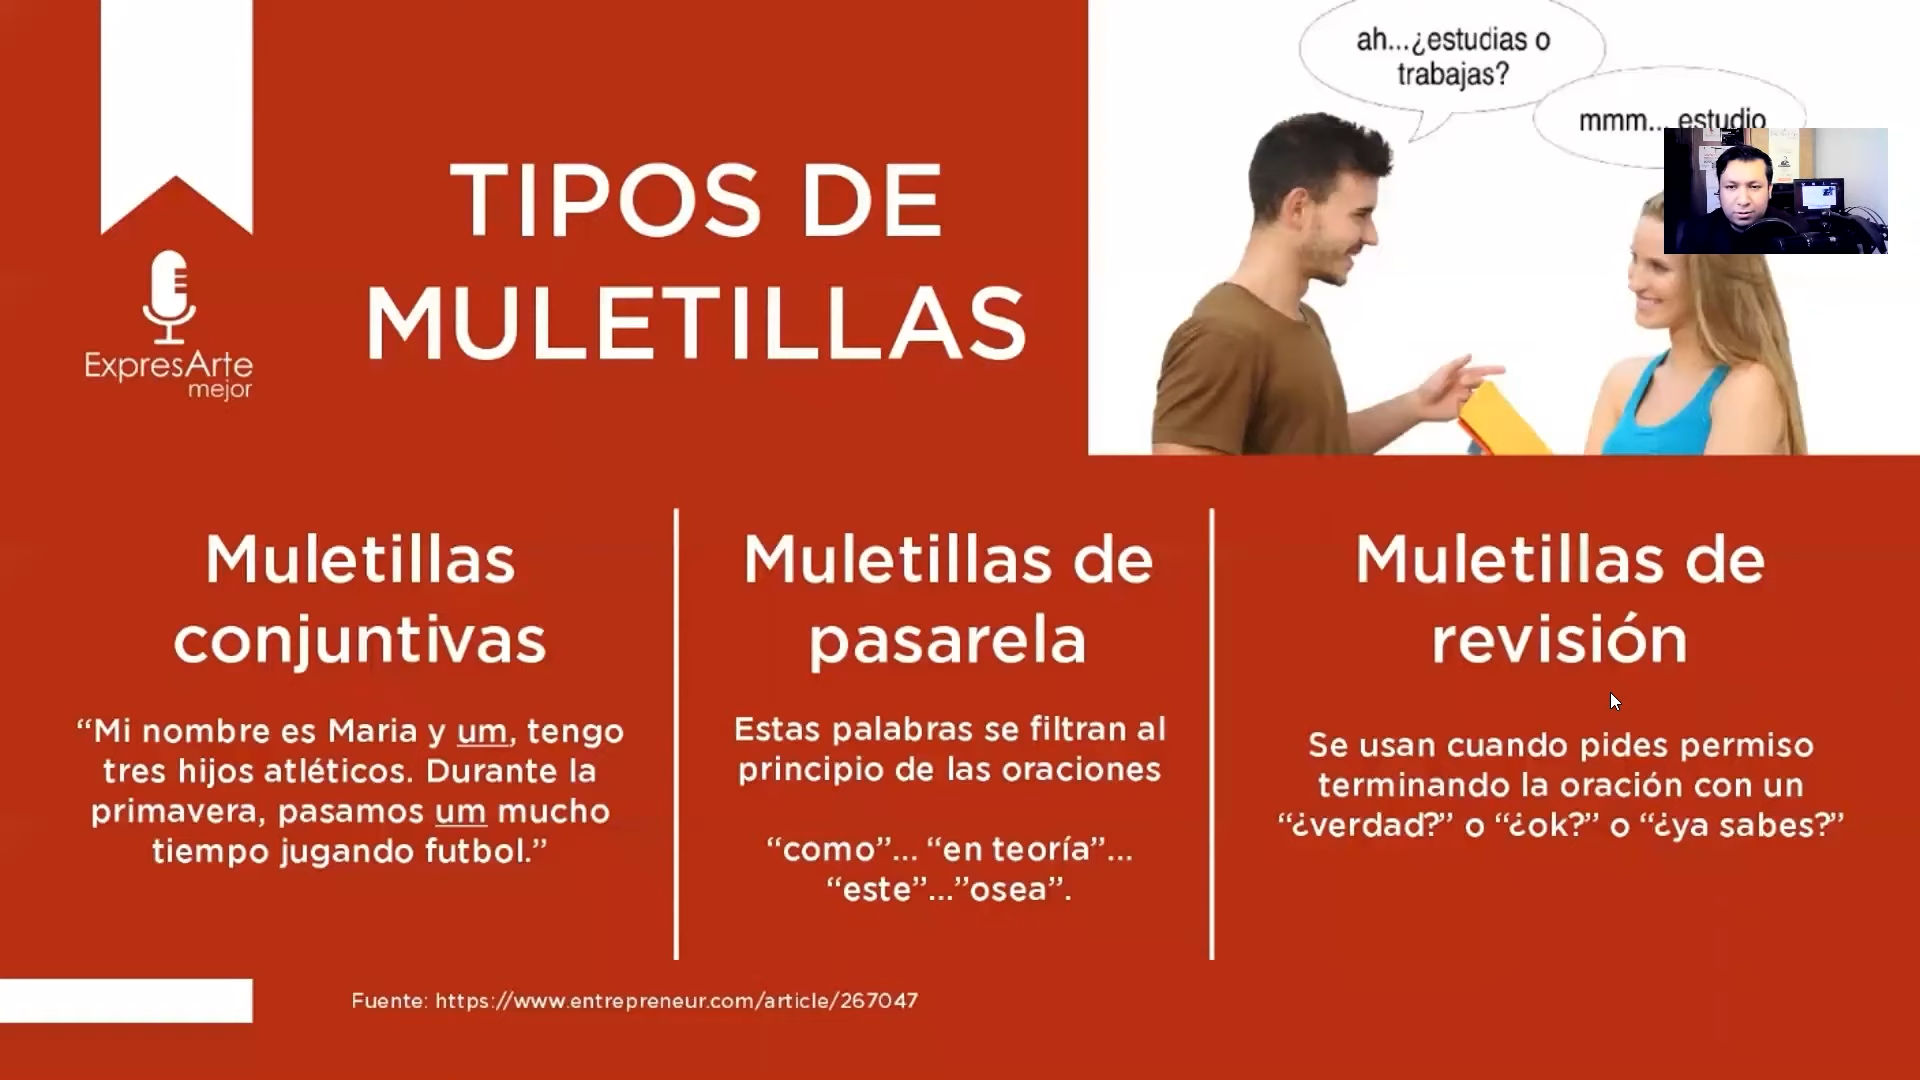 ah...¿estudias o
trabajas?
mmm... estudio
TIPOS DE
MULETILLAS
ExpresArte
mejor
Muletillas
conjuntivas
“Mi nombre es Maria y um, tengo
tres hijos atléticos. Durante la
primavera, pasamos um mucho
tiempo jugando futbol.”
Muletillas de
pasarela
Estas palabras se filtran al
principio de las oraciones
“como”... “en teoría”...
“este”...”osea”.
Muletillas de
revisión
Se usan cuando pides permiso
terminando la oración con un
“¿verdad?” o “¿ok?” o “¿ya sabes?”
Fuente: https://www.entrepreneur.com/article/267047